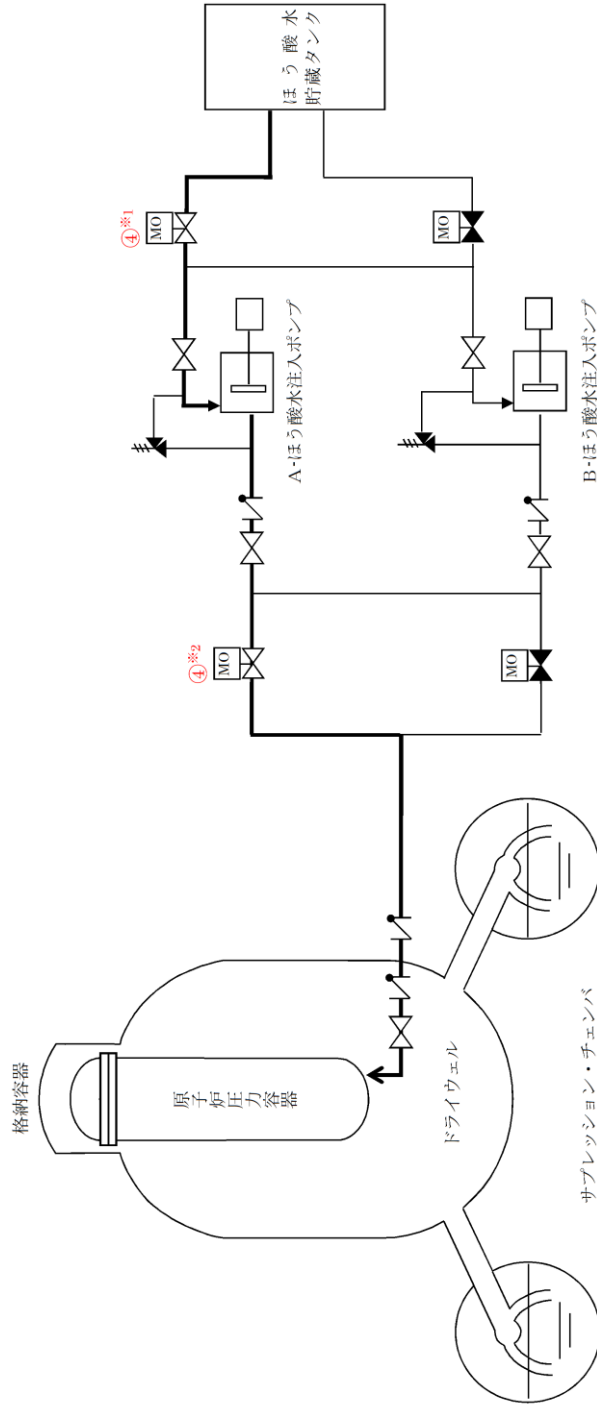 格納容器
原子炉圧力容器
ドライウェル
サプレッション・チェンバ
④※2
MO
MO
A-ほう酸水注入ポンプ
B-ほう酸水注入ポンプ
④※1
MO
MO
ほう酸水
貯蔵タンク